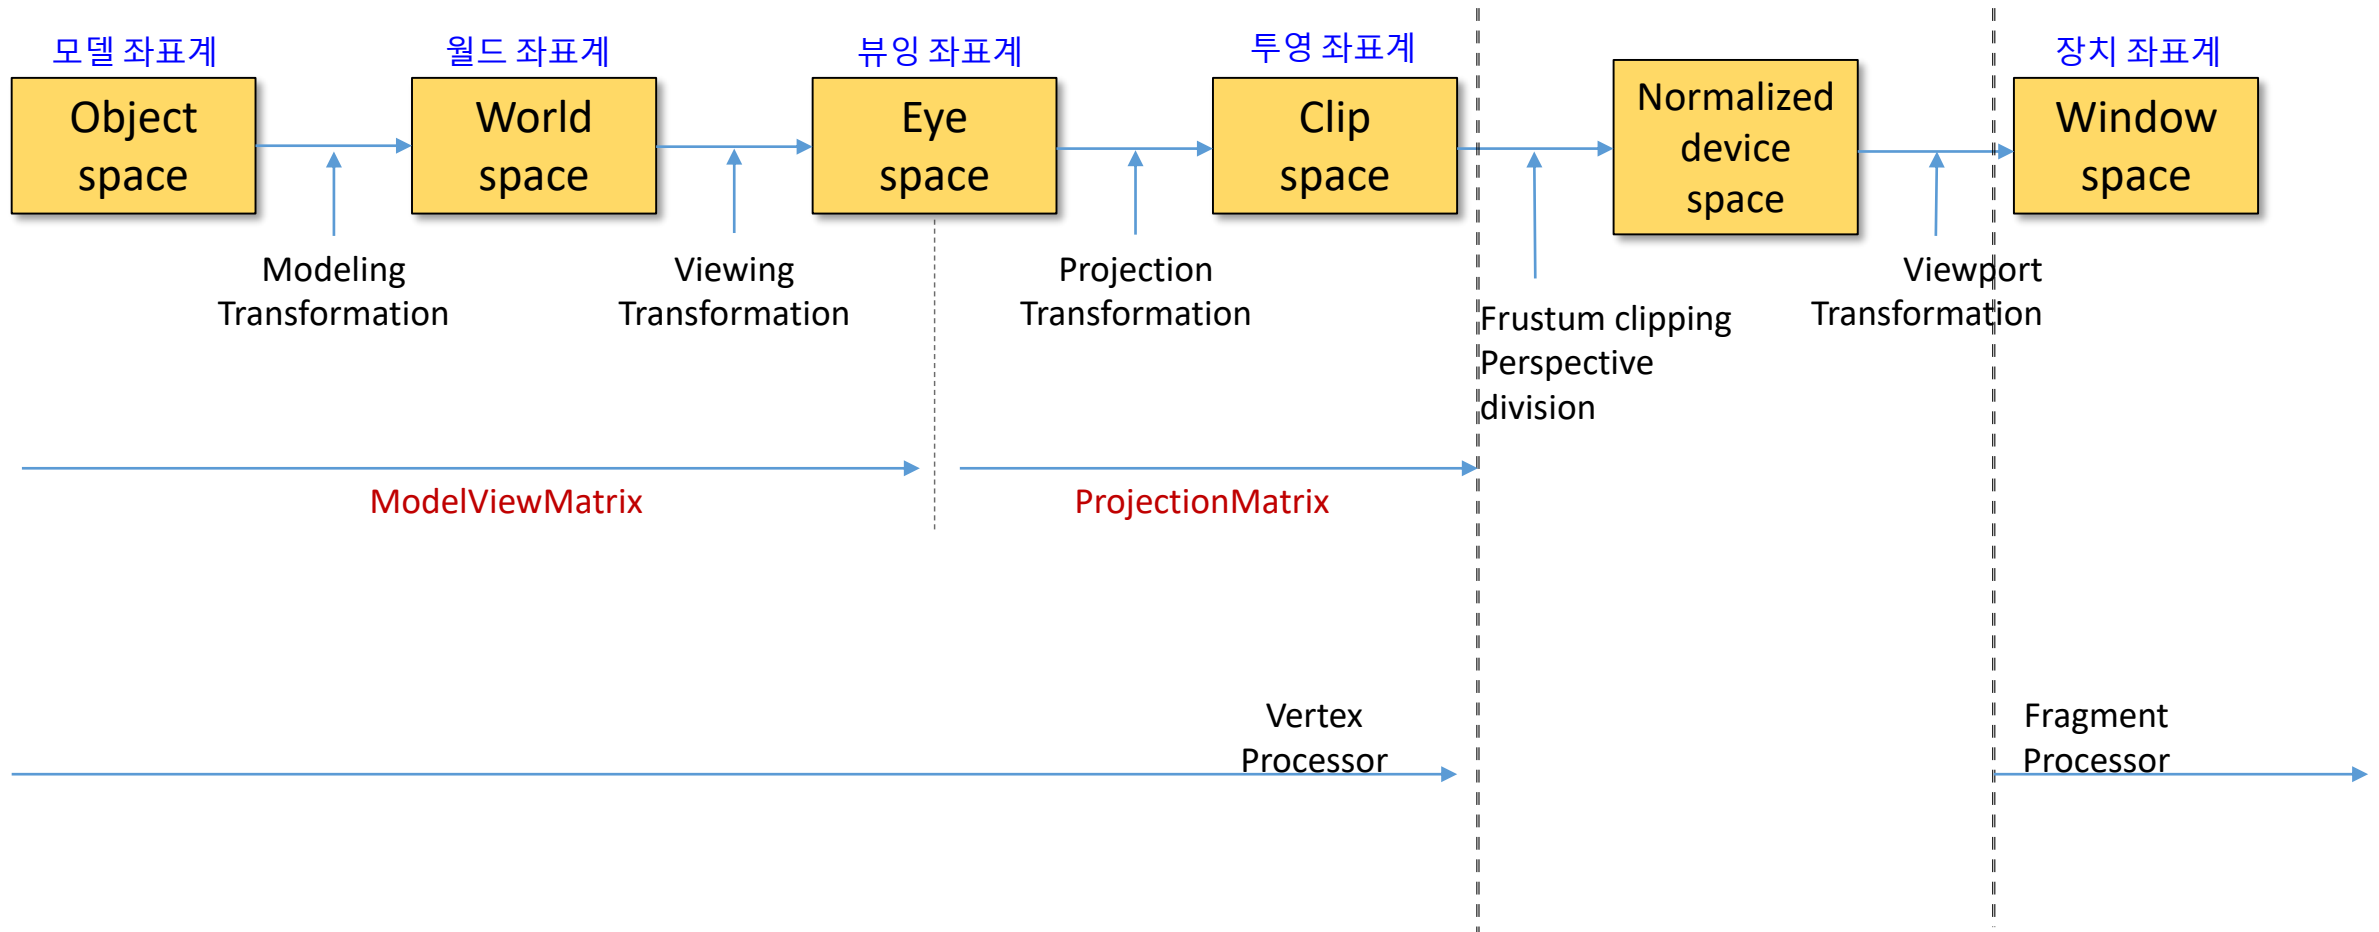 모델 좌표계
월드 좌표계
뷰잉 좌표계
투영 좌표계
장치 좌표계
Object
space
World
space
Eye
space
Clip
space
Normalized
device
space
Window
space
Modeling
Transformation
Viewing
Transformation
Projection
Transformation
Frustum clipping
Perspective
division
Viewport
Transformation
ModelViewMatrix
ProjectionMatrix
Vertex
Processor
Fragment
Processor